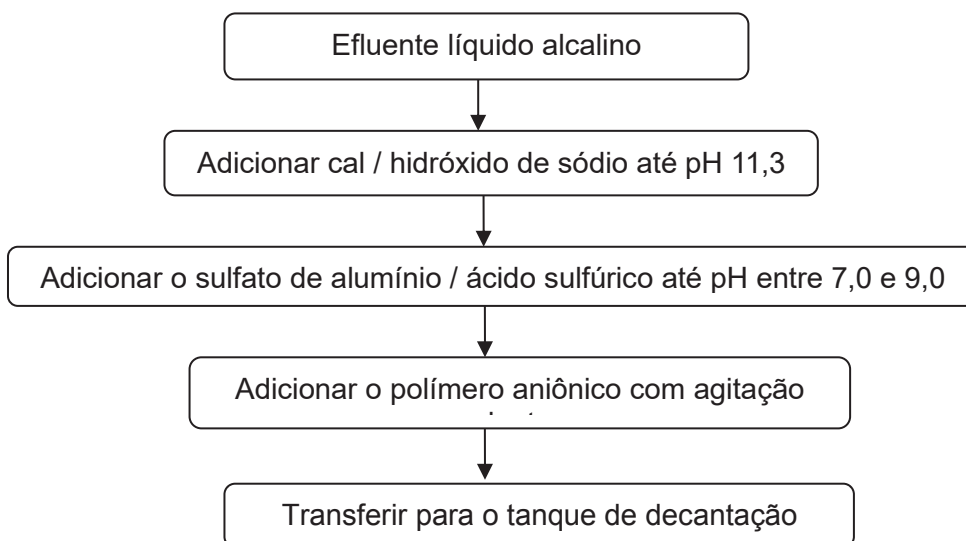 Efluente líquido alcalino
Adicionar cal / hidróxido de sódio até pH 11,3
Adicionar o sulfato de alumínio / ácido sulfúrico até pH entre 7,0 e 9,0
Adicionar o polímero aniônico com agitação
Transferir para o tanque de decantação